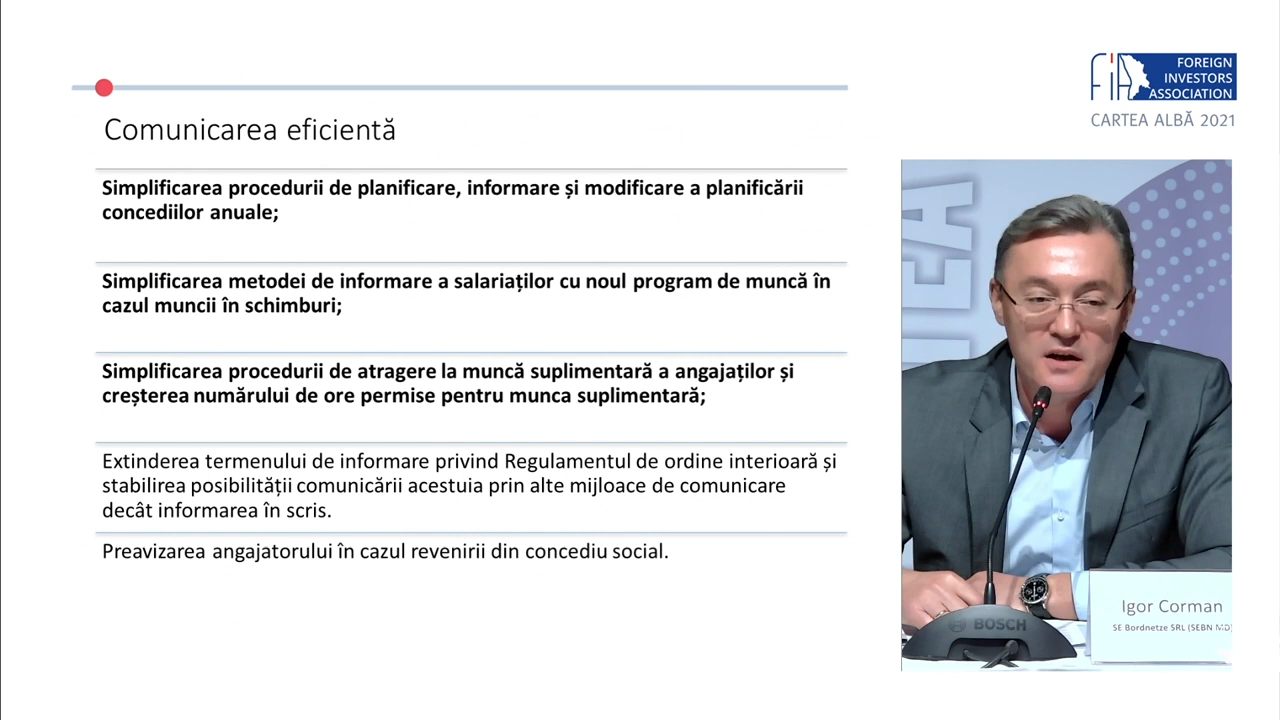 FOREIGN
INVESTORS
FIA
ASSOCIATION
CARTEA ALBĂ 2021
Comunicarea eficientă
Simplificarea procedurii de planificare, informare și modificare a planificării
concediilor anuale;
Simplificarea metodei de informare a salariaților cu noul program de muncă în
cazul muncii în schimburi;
Simplificarea procedurii de atragere la muncă suplimentară a angajaților și
creșterea numărului de ore permise pentru munca suplimentară;
Extinderea termenului de informare privind Regulamentul de ordine interioară și
stabilirea posibilității comunicării acestuia prin alte mijloace de comunicare
decât informarea în scris.
Preavizarea angajatorului în cazul revenirii din concediu social.
Igor Corman
SE Bordnetze SRL (SEBN MD)
BOSCH